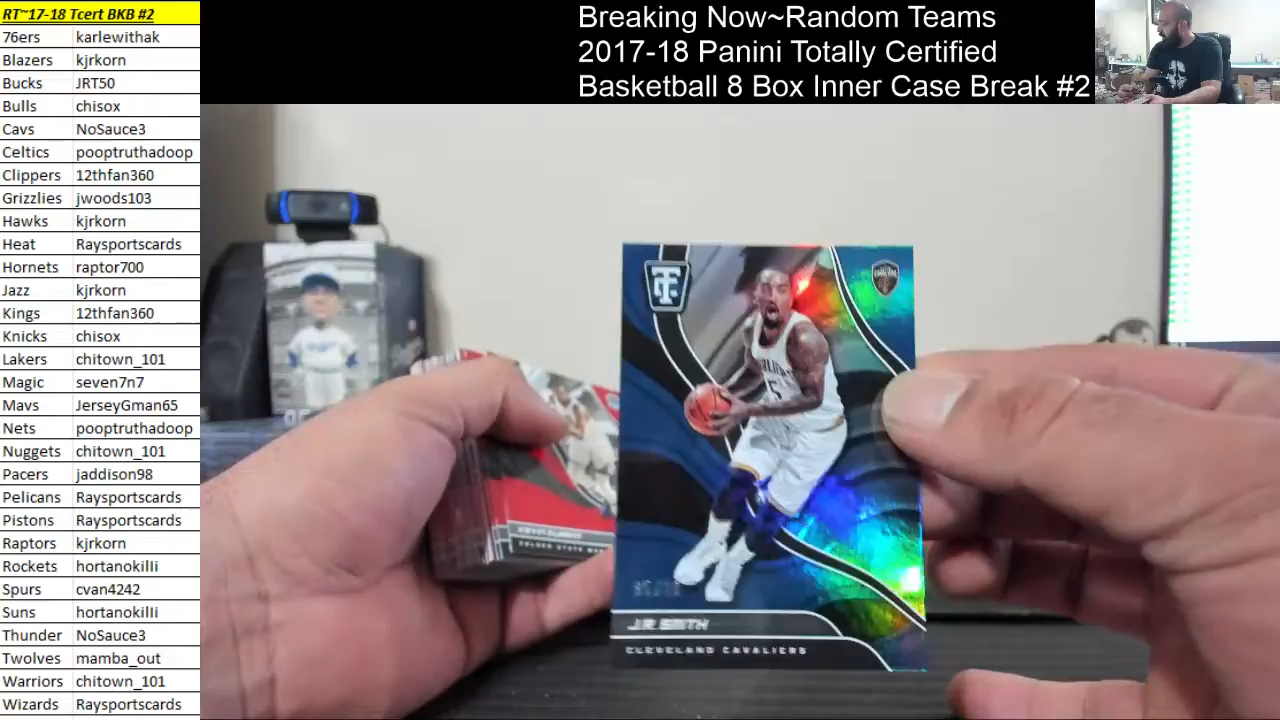 RT~17-18 Tcert BKB #2
76ers karlewithak
Blazers kjrkorn
Bucks JRT50
Bulls chisox
Cavs NoSauce3
Celtics pooptruthadoop
Clippers 12thfan360
Grizzlies jwoods103
Hawks kjrkorn
Heat Raysportscards
Hornets raptor700
Jazz kjrkorn
Kings 12thfan360
Knicks chisox
Lakers chitown_101
Magic seven7n7
Mavs JerseyGman65
Nets pooptruthadoop
Nuggets chitown_101
Pacers jaddison98
Pelicans Raysportscards
Pistons Raysportscards
Raptors kjrkorn
Rockets hortanokilli
Spurs cvan4242
Suns hortanokilli
Thunder NoSauce3
Twolves mamba_out
Warriors chitown_101
Wizards Raysportscards
Breaking Now~Random Teams
2017-18 Panini Totally Certified
Basketball 8 Box Inner Case Break #2
J.R. SMITH
CLEVELAND CAVALIERS